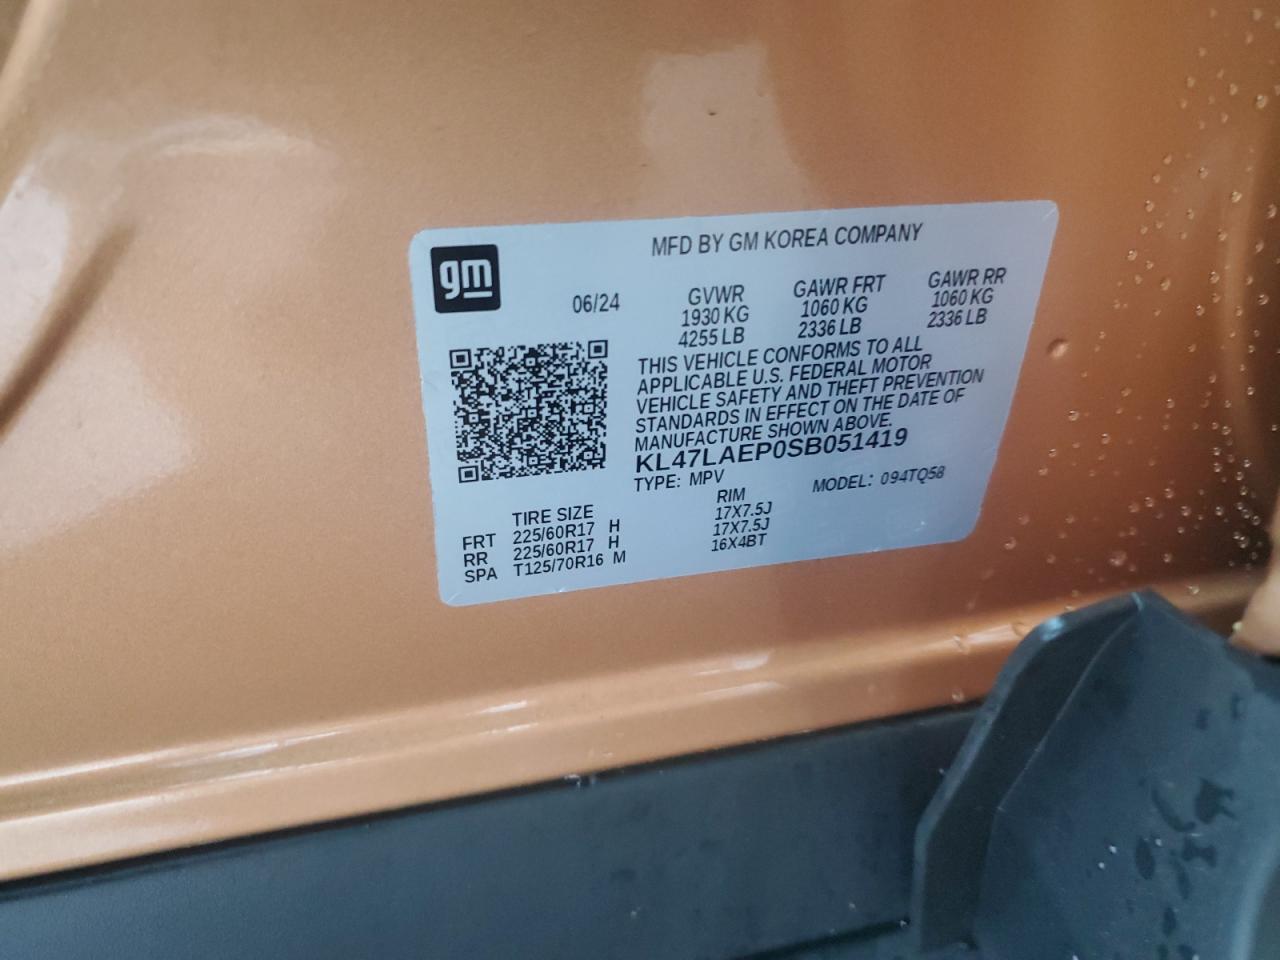 gm
MFD BY GM KOREA COMPANY
06/24
GVWR
1930 KG
4255 LB
GAWR FRT
1060 KG
2336 LB
GAWR RR
1060 KG
2336 LB
THIS VEHICLE CONFORMS TO ALL
APPLICABLE U.S. FEDERAL MOTOR
VEHICLE SAFETY AND THEFT PREVENTION
STANDARDS IN EFFECT ON THE DATE OF
MANUFACTURE SHOWN ABOVE.
KL47LAEP0SB051419
TYPE: MPV
MODEL: 094TQ58
TIRE SIZE
RIM
FRT 225/60R17 H 17X7.5J
RR 225/60R17 H 17X7.5J
SPA T125/70R16 M 16X4BT